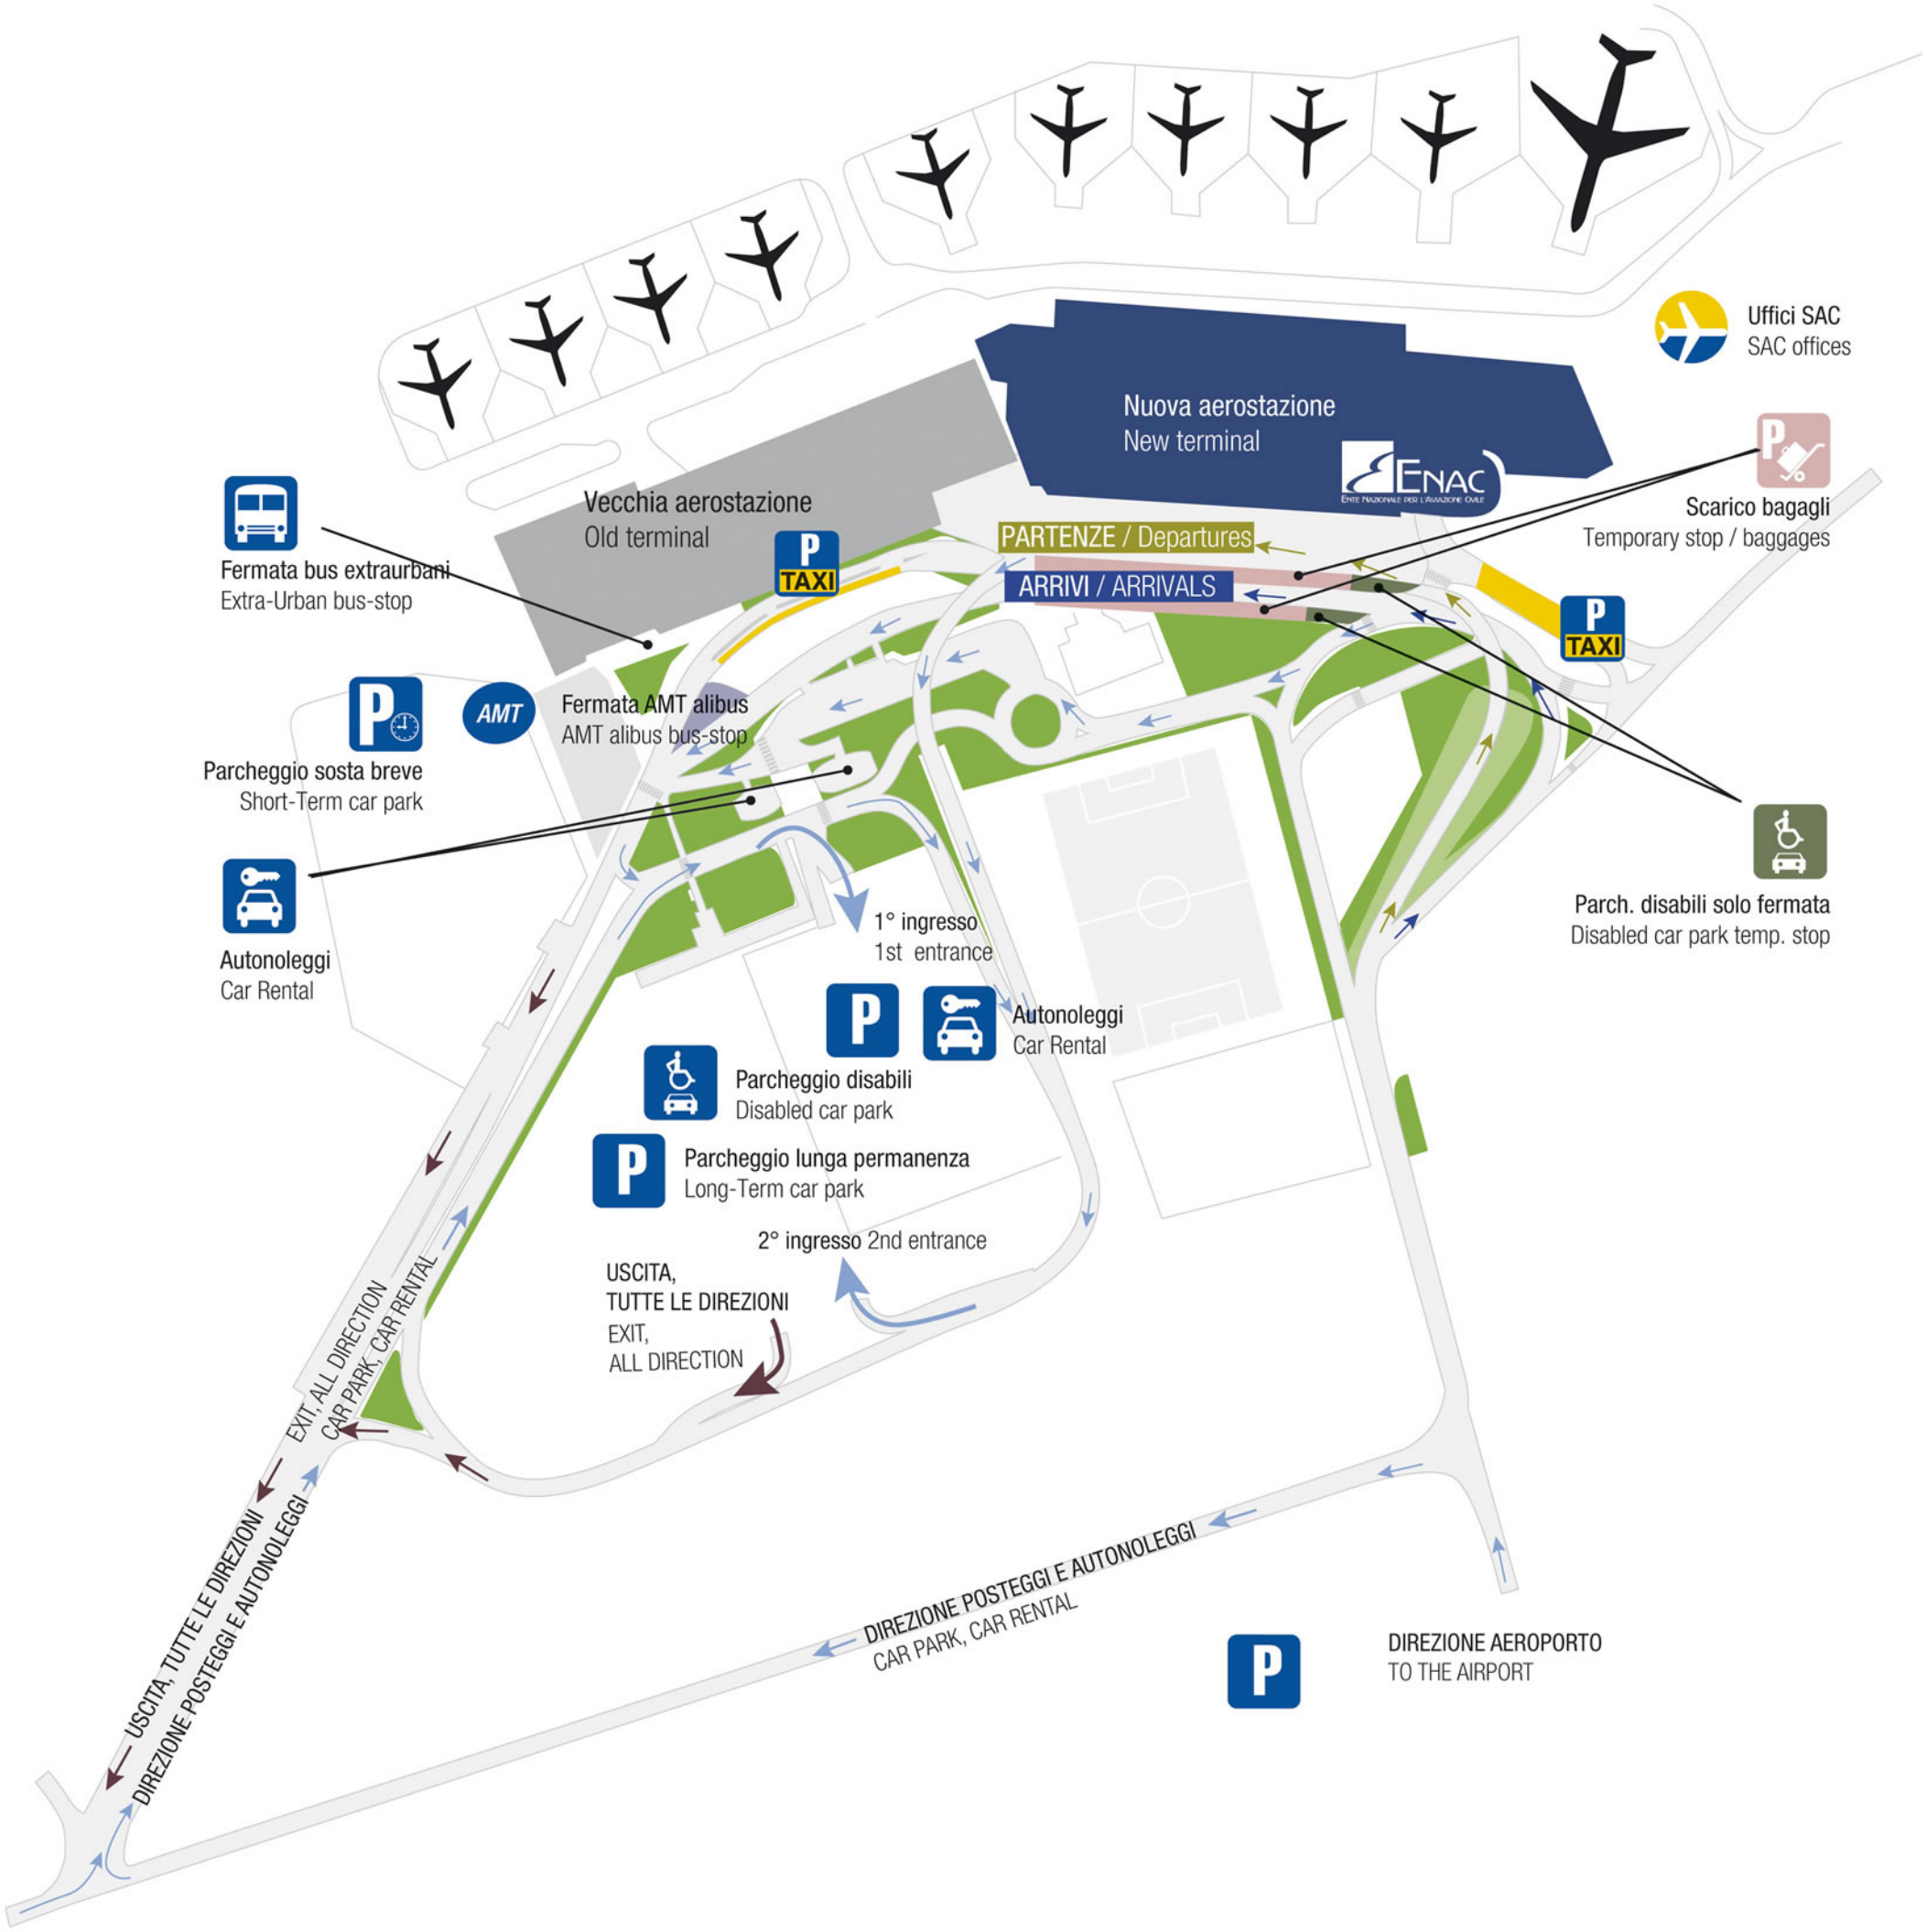 Uffici SAC
SAC offices
Nuova aerostazione
New terminal
ENAC
ENTE NAZIONALE PER L'AVIAZIONE CIVILE
P
Scarico bagagli
Temporary stop / baggages
Vecchia aerostazione
Old terminal
P
TAXI
PARTENZE / Departures
ARRIVI / ARRIVALS
P
TAXI
Fermata bus extraurbani
Extra-Urban bus-stop
P
AMT
Fermata AMT alibus
AMT alibus bus-stop
Parcheggio sosta breve
Short-Term car park
Autonoleggi
Car Rental
Parch. disabili solo fermata
Disabled car park temp. stop
1° ingresso
1st entrance
P
Autonoleggi
Car Rental
Parcheggio disabili
Disabled car park
P
Parcheggio lunga permanenza
Long-Term car park
2° ingresso 2nd entrance
USCITA,
TUTTE LE DIREZIONI
EXIT,
ALL DIRECTION
EXIT, ALL DIRECTION
CAR PARK, CAR RENTAL
USCITA, TUTTE LE DIREZIONI
DIREZIONE POSTEGGI E AUTONOLEGGI
DIREZIONE POSTEGGI E AUTONOLEGGI
CAR PARK, CAR RENTAL
P
DIREZIONE AEROPORTO
TO THE AIRPORT